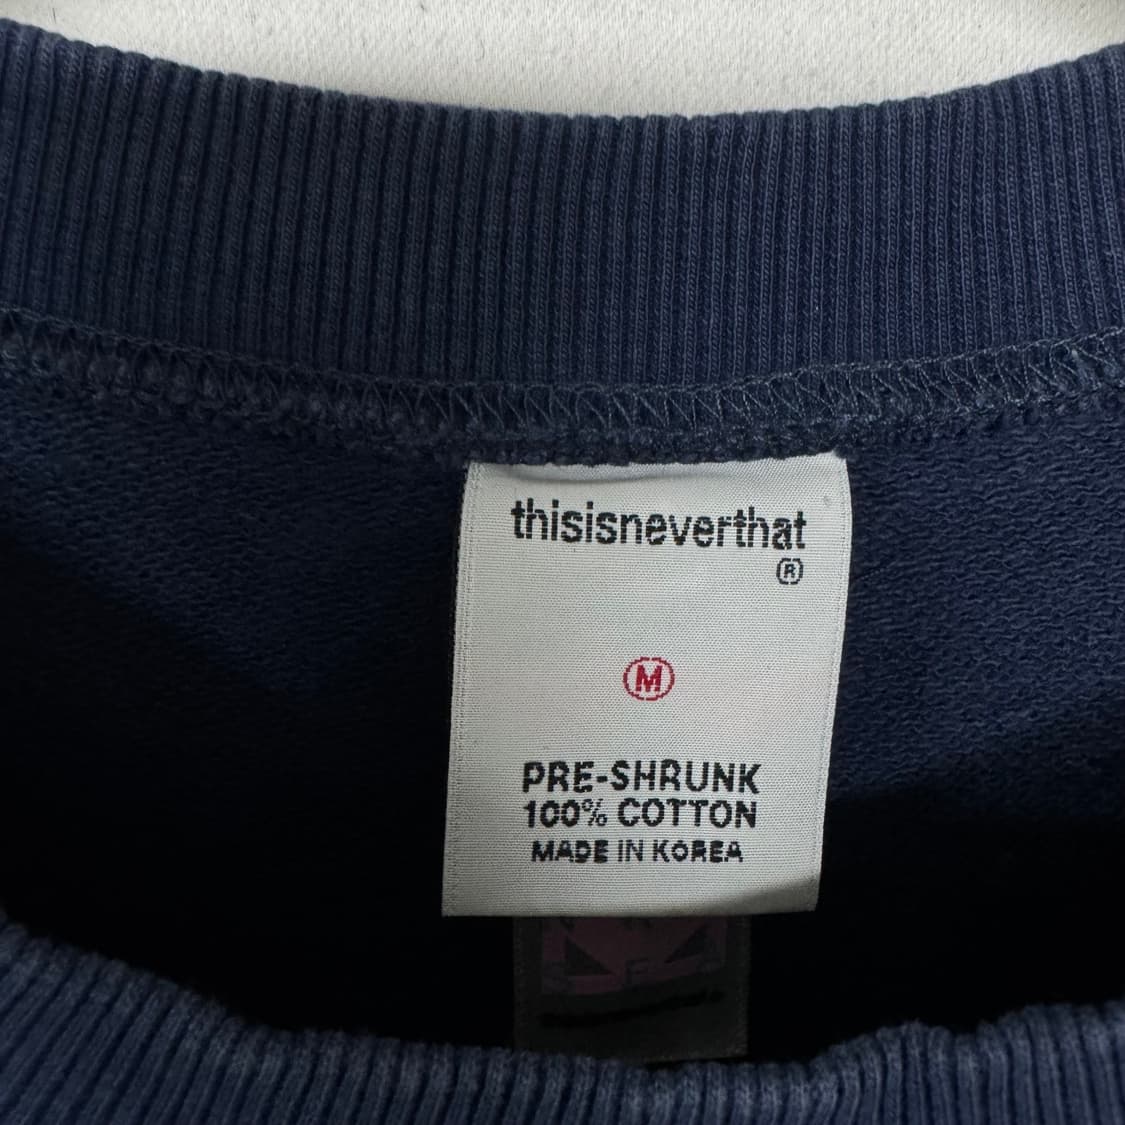 thisisneverthat
®
M
PRE-SHRUNK
100% COTTON
MADE IN KOREA